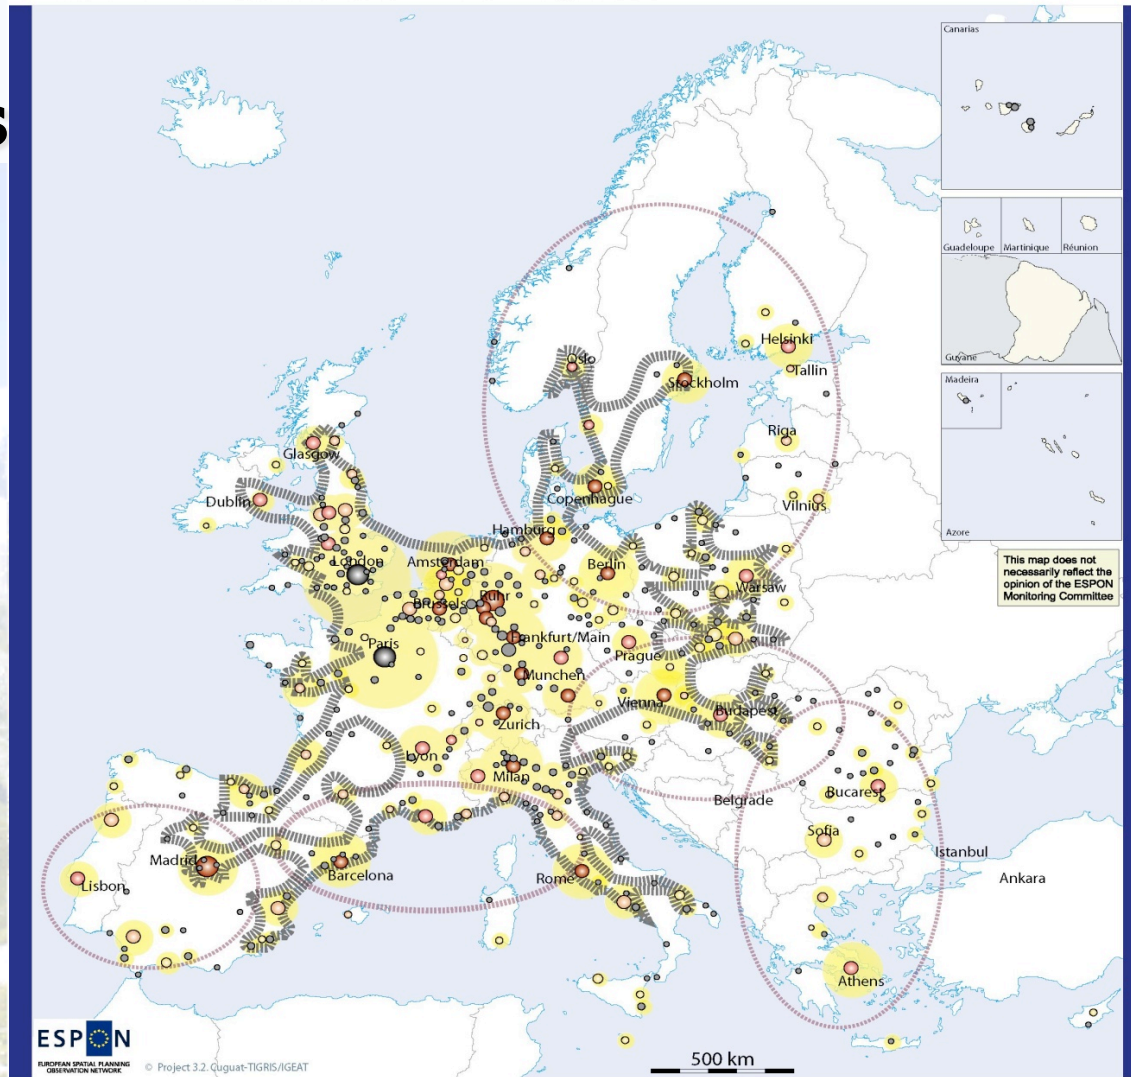 s
Canarias
Guadeloupe
Martinique
Réunion
Guyane
Madeira
Azore
This map does not
necessarily reflect the
opinion of the ESPON
Monitoring Committee
Oslo
Helsinki
Stockholm
Tallin
Glasgow
Riga
Dublin
Copenhague
Vilnius
Hamburg
London
Amsterdam
Berlin
Warsaw
Brussels
Ruhr
Paris
Frankfurt/Main
Prague
Munchen
Vienna
Budapest
Zurich
Lyon
Milan
Belgrade
Bucarest
Sofia
Madrid
Istanbul
Lisbon
Barcelona
Rome
Ankara
Athens
ESPON
EUROPEAN SPATIAL PLANNING
OBSERVATION NETWORK
© Project 3.2. Cuguat-TIGRIS/IGEAT
500 km